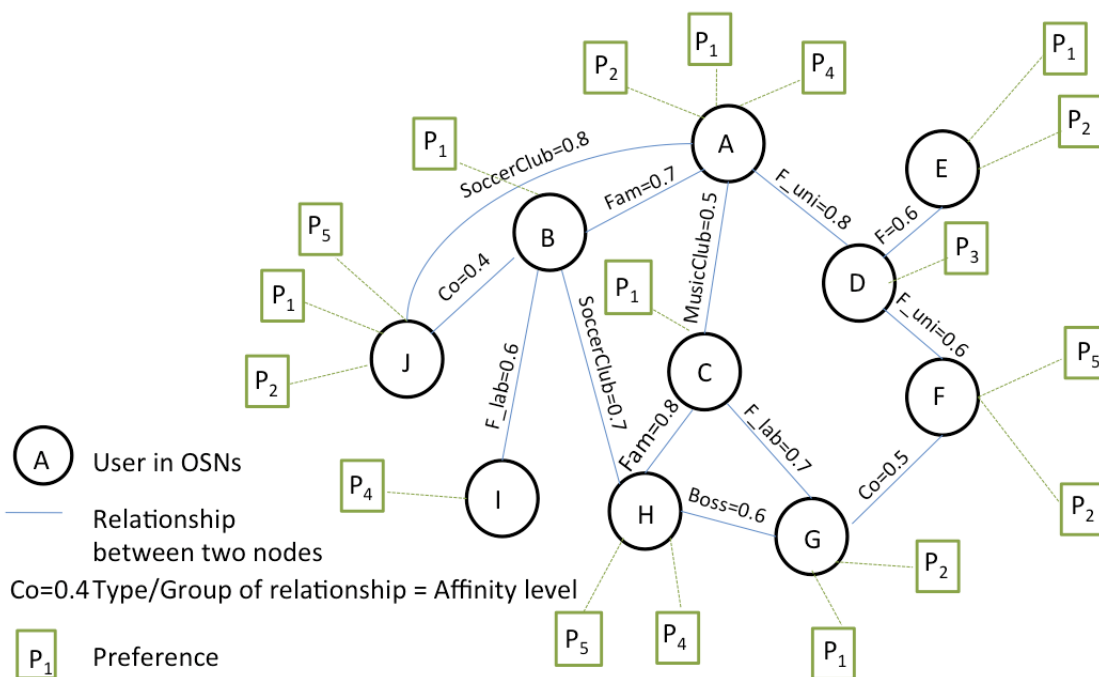 P1
P2
P4
A
P1
P2
E
P1
B
SoccerClub=0.8
Fam=0.7
MusicClub=0.5
F_uni=0.8
F=0.6
P3
D
P5
P1
P2
J
Co=0.4
F_lab=0.6
SoccerClub=0.7
P1
C
F_uni=0.6
F
P5
P2
Fam=0.8
F_lab=0.7
Co=0.5
P4
I
H
Boss=0.6
G
P5
P4
P2
P1
A User in OSNs
Relationship
between two nodes
Co=0.4 Type/Group of relationship = Affinity level
P1 Preference